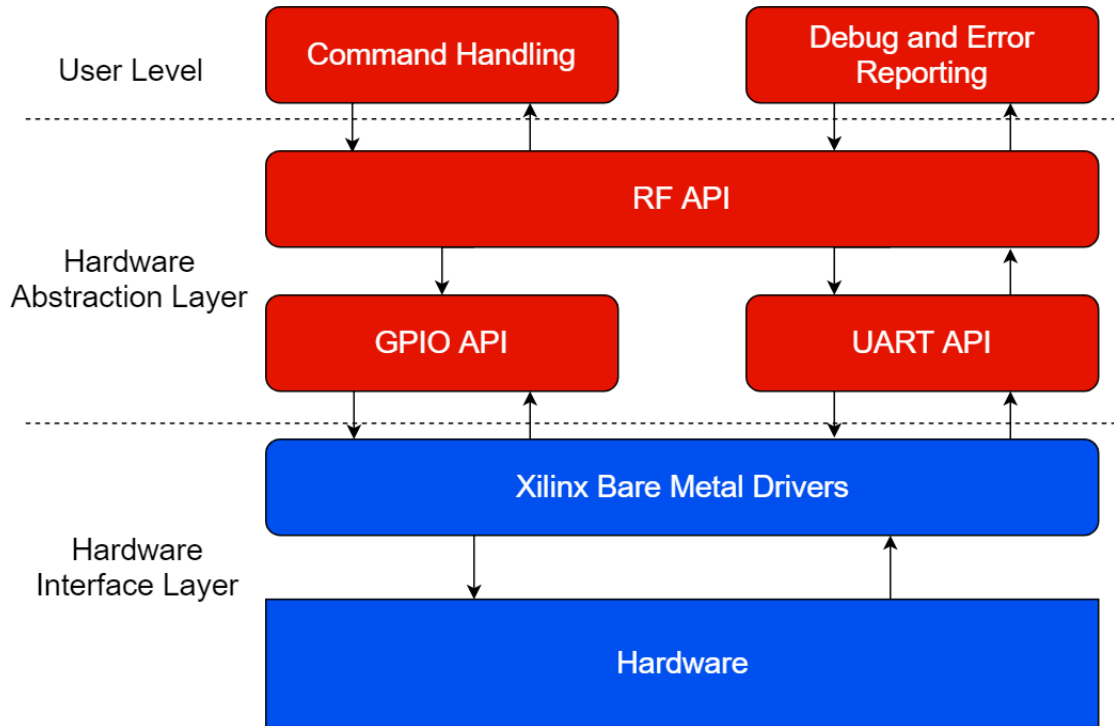 User Level
Command Handling
Debug and Error
Reporting
Hardware
Abstraction Layer
RF API
GPIO API
UART API
Hardware
Interface Layer
Xilinx Bare Metal Drivers
Hardware